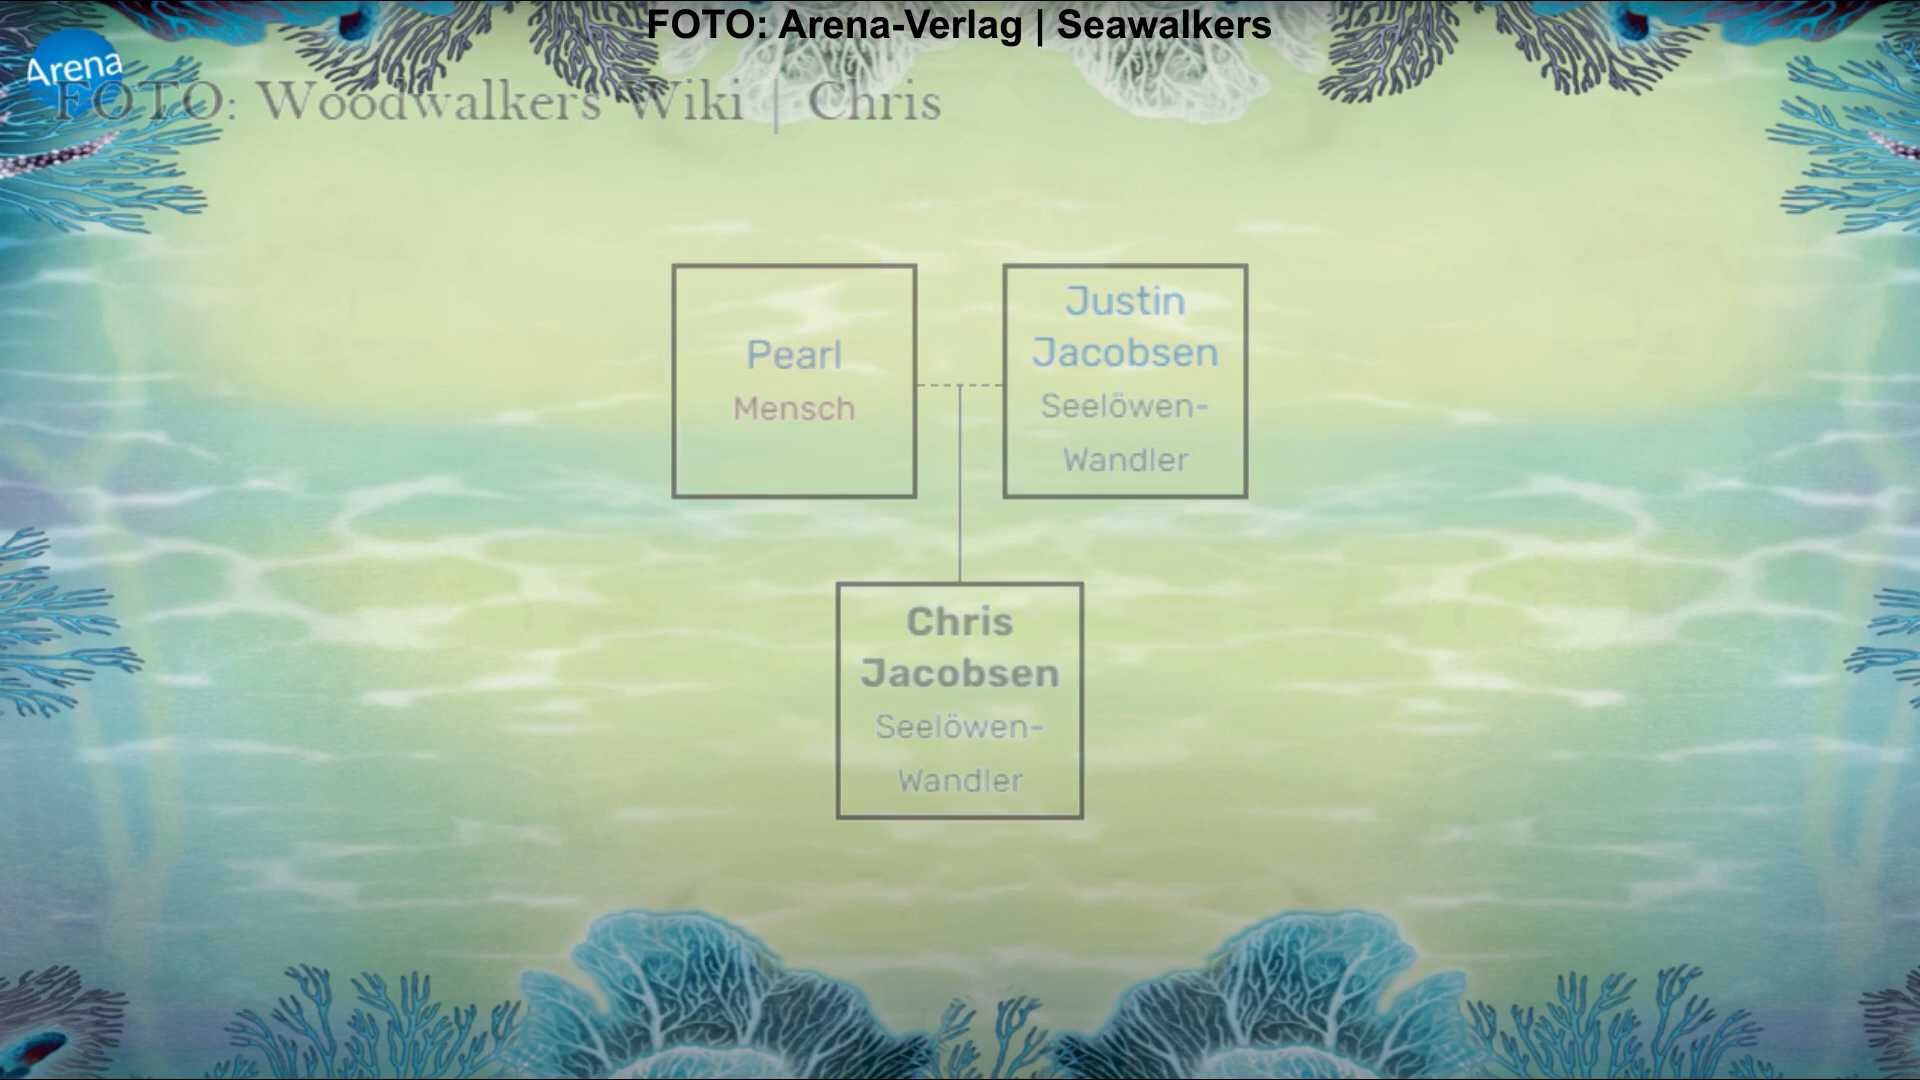 FOTO: Arena-Verlag | Seawalkers
Arena
FOTO: Woodwalkers Wiki | Chris
Pearl
Mensch
Justin
Jacobsen
Seelöwen-
Wandler
Chris
Jacobsen
Seelöwen-
Wandler